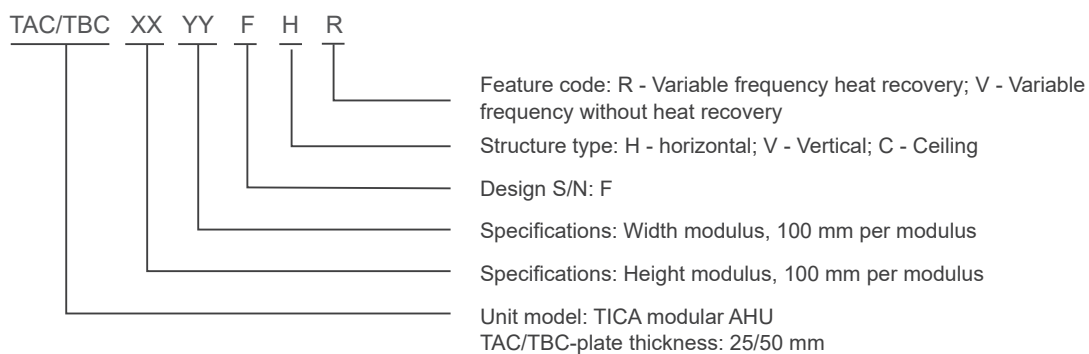 TAC/TBC XX YY F H R
Feature code: R - Variable frequency heat recovery; V - Variable
frequency without heat recovery
Structure type: H - horizontal; V - Vertical; C - Ceiling
Design S/N: F
Specifications: Width modulus, 100 mm per modulus
Specifications: Height modulus, 100 mm per modulus
Unit model: TICA modular AHU
TAC/TBC-plate thickness: 25/50 mm